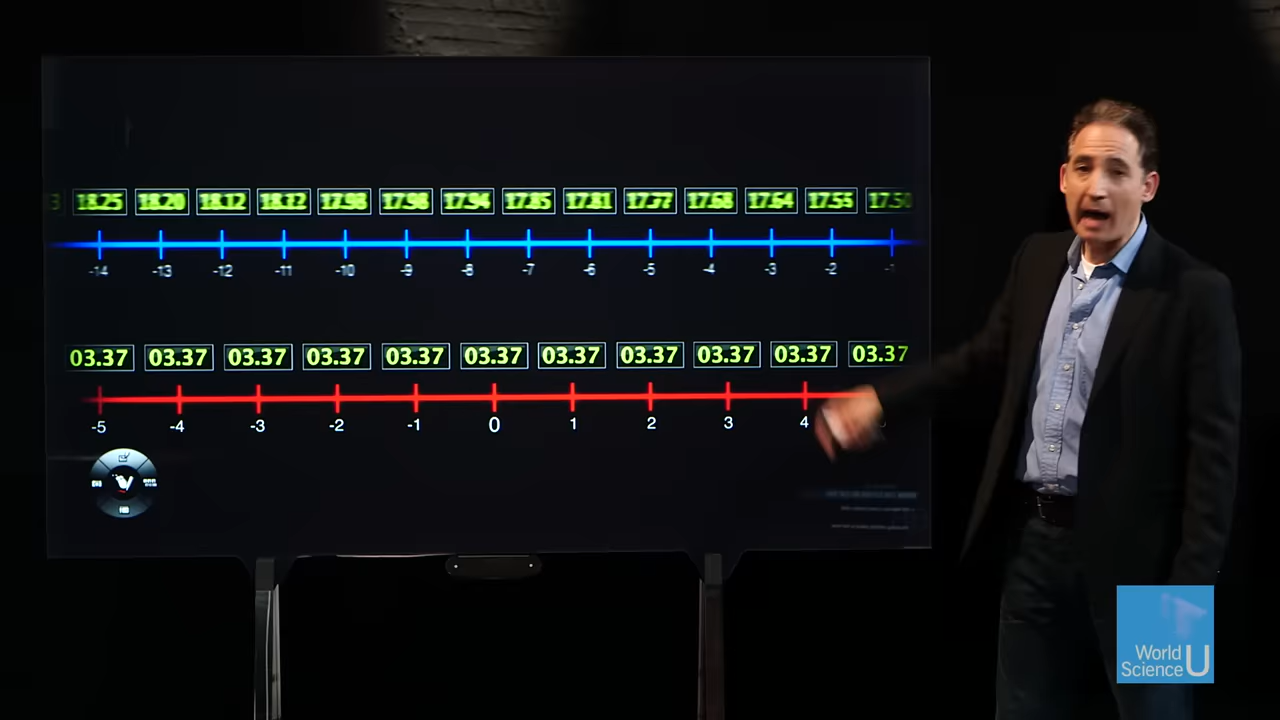 18.25 18.20 18.12 18.12 17.98 17.98 17.94 17.85 17.81 17.77 17.68 17.64 17.55 17.50
-14 -13 -12 -11 -10 -9 -8 -7 -6 -5 -4 -3 -2 -1
03.37 03.37 03.37 03.37 03.37 03.37 03.37 03.37 03.37 03.37 03.37
-5 -4 -3 -2 -1 0 1 2 3 4
World
Science U